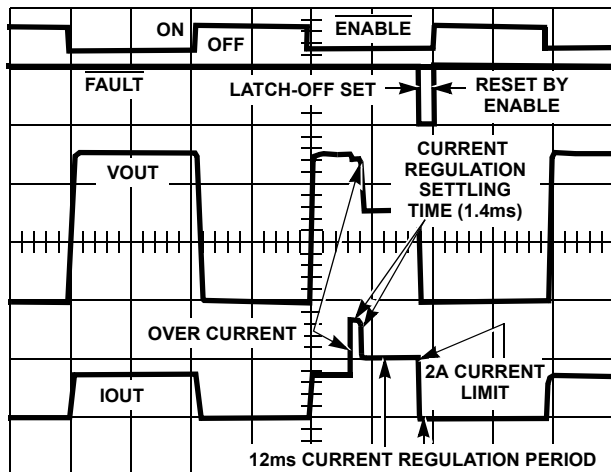 ON
OFF
ENABLE
FAULT
LATCH-OFF SET
RESET BY
ENABLE
VOUT
CURRENT
REGULATION
SETTLING
TIME (1.4ms)
OVER CURRENT
IOUT
2A CURRENT
LIMIT
12ms CURRENT REGULATION PERIOD